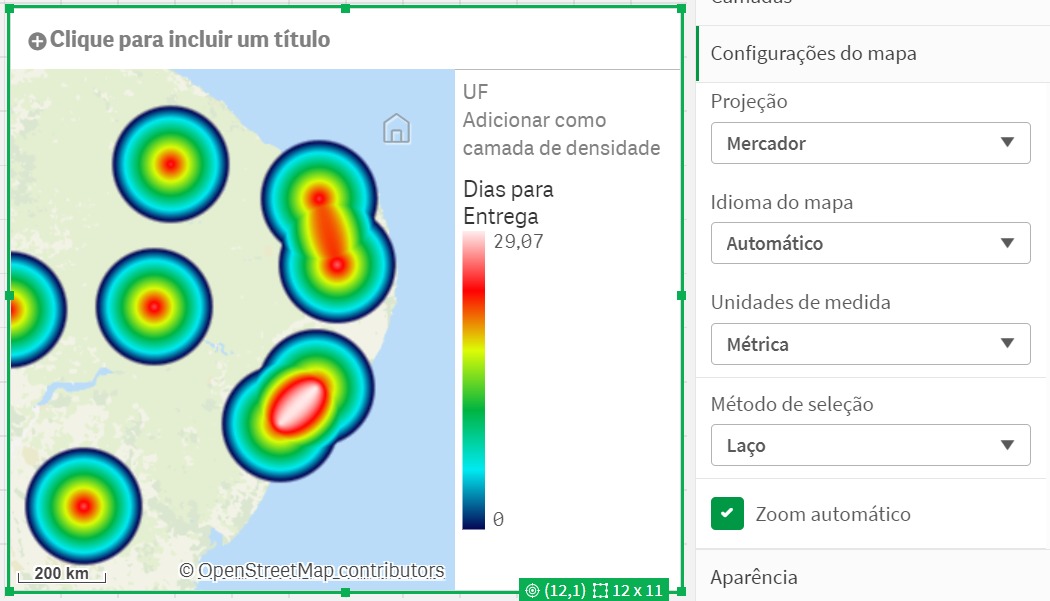 Clique para incluir um título
UF
Adicionar como
camada de densidade
Dias para
Entrega
29,07
0
200 km
© OpenStreetMap contributors
(12,1) 12 x 11
Camadas
Configurações do mapa
Projeção
Mercador
Idioma do mapa
Automático
Unidades de medida
Métrica
Método de seleção
Laço
Zoom automático
Aparência